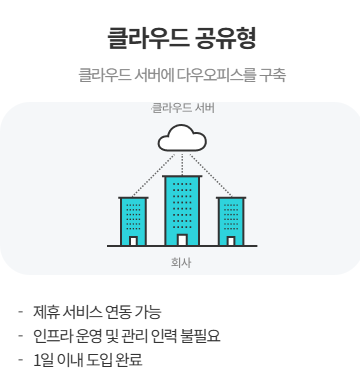 클라우드 공유형
클라우드 서버에 다우오피스를 구축
클라우드 서버
회사
- 제휴 서비스 연동 가능
- 인프라 운영 및 관리 인력 불필요
- 1일 이내 도입 완료